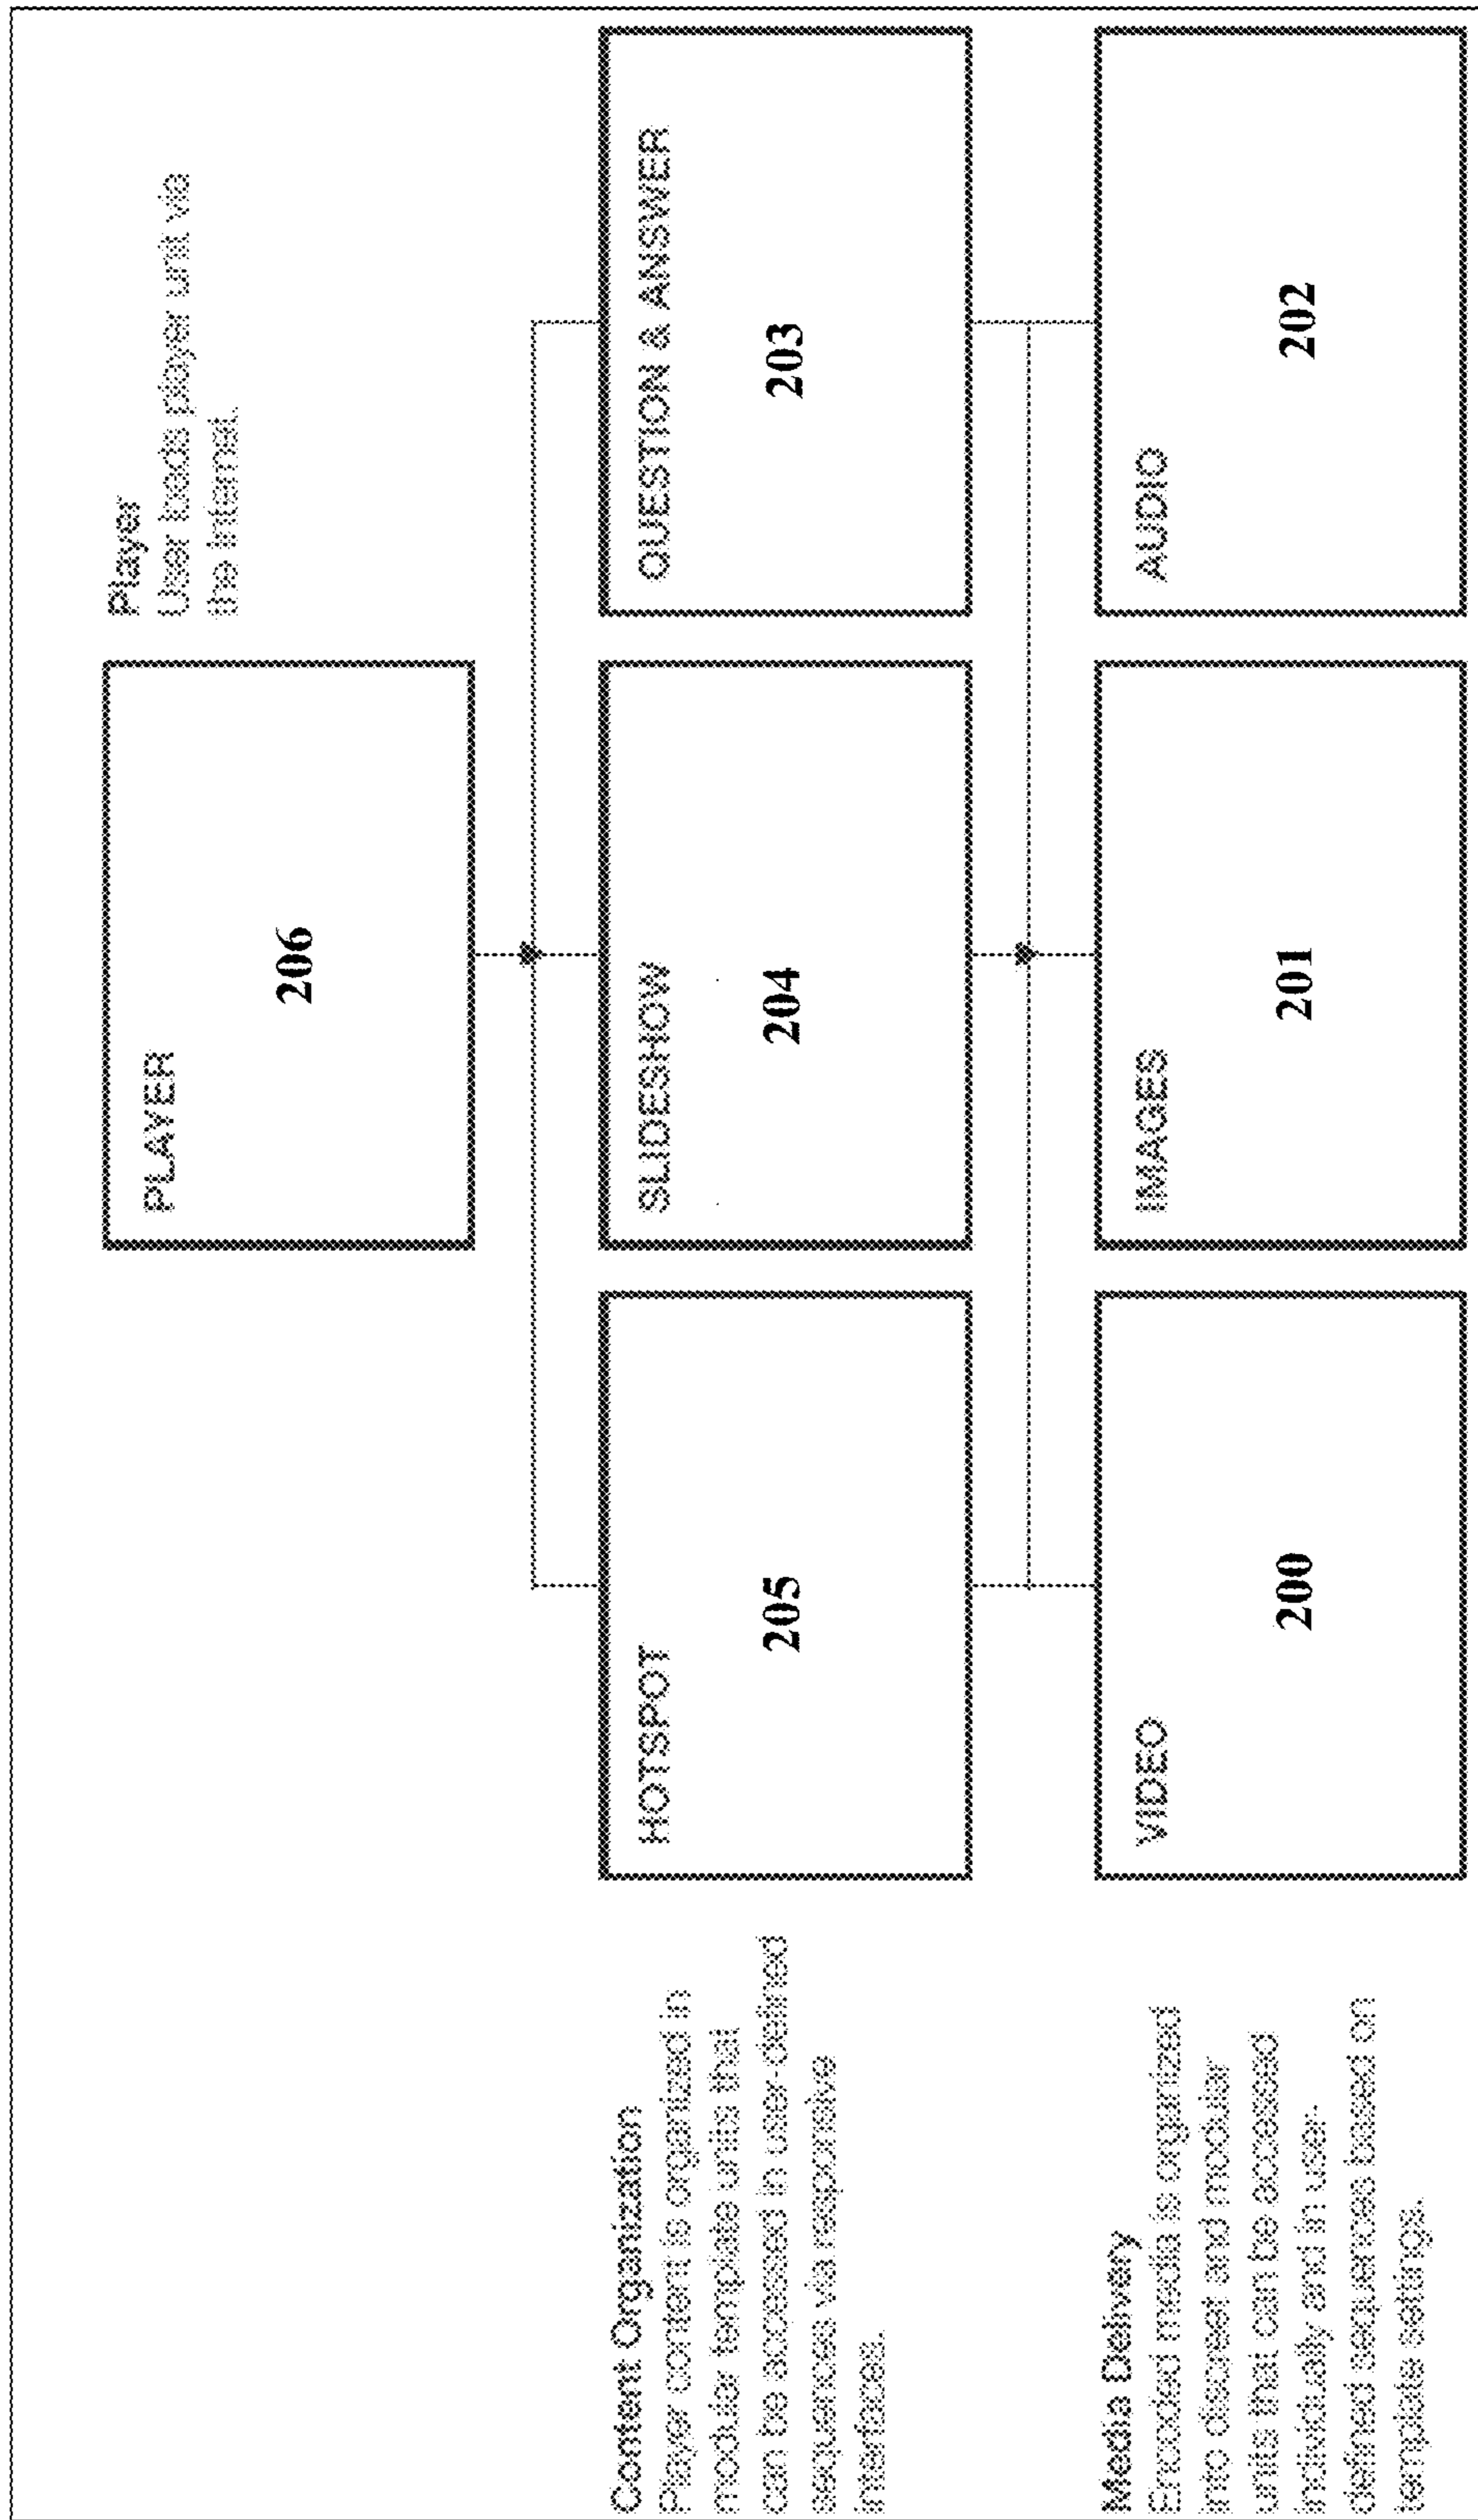 PLAYER
206
Player
User loads player unit via
the internet.
Content Organization
Player content is organized in
modular template units that
can be accessed in user-defined
sequences via responsive
interfaces.
HOTSPOT
205
SLIDESHOW
204
QUESTION & ANSWER
203
Media Delivery
Encoded media is organized
into discreet and modular
units that can be accessed
individually and in user-
defined sequences based on
template settings.
VIDEO
200
IMAGES
201
AUDIO
202